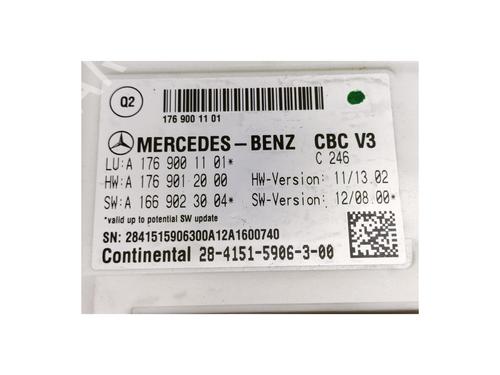 Q2
176 900 11 01
MERCEDES-BENZ CBC V3
C 246
LU: A 176 900 11 01*
HW: A 176 901 20 00 HW-Version: 11/13.02
SW: A 166 902 30 04* SW-Version: 12/08.00*
*valid up to potential SW update
SN: 2841515906300A12A1600740
Continental 28-4151-5906-3-00